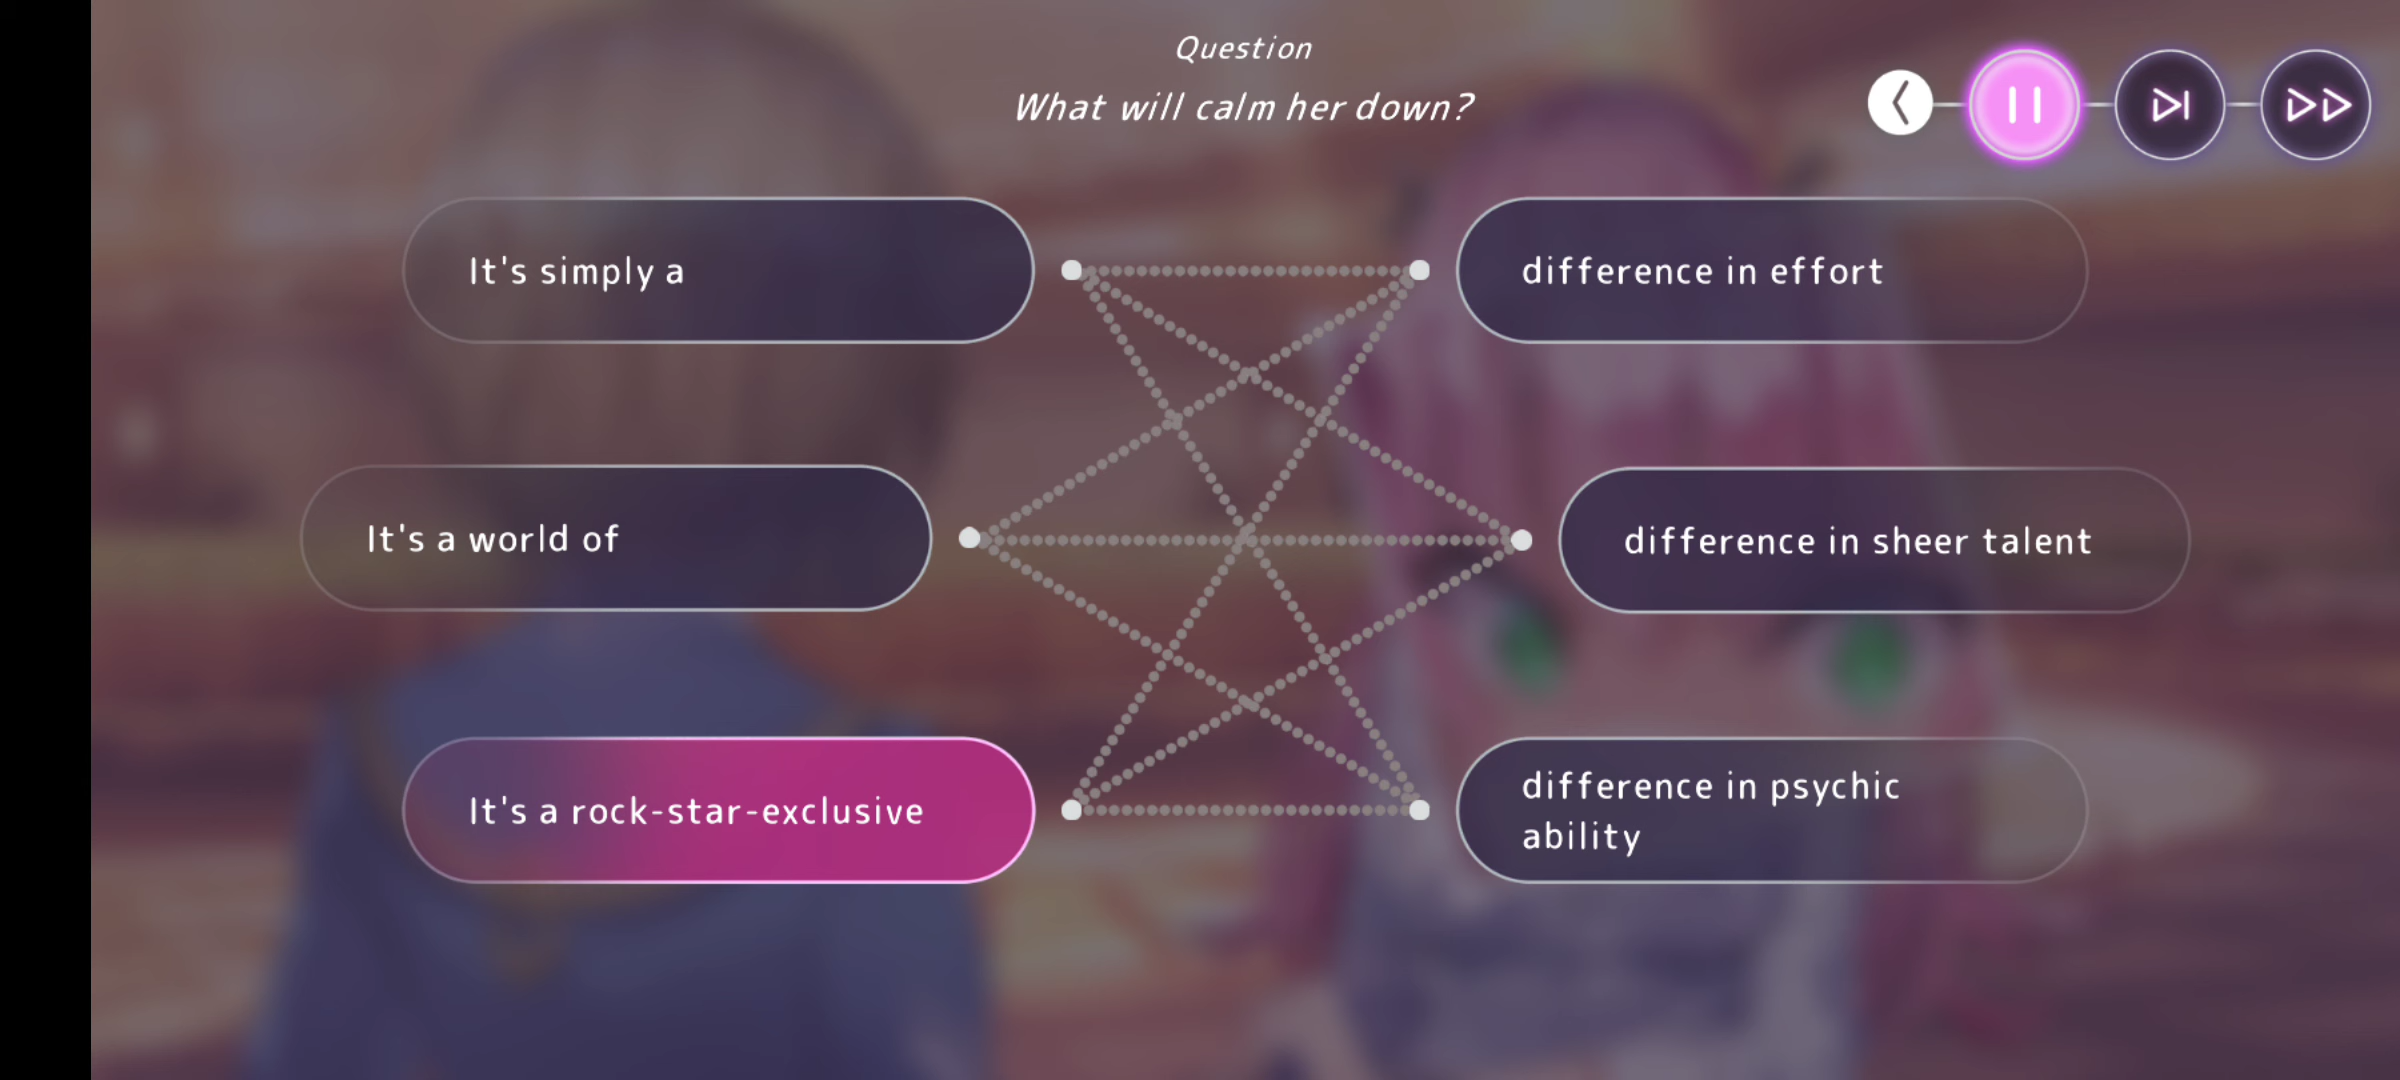 Question
What will calm her down?
It's simply a
difference in effort
It's a world of
difference in sheer talent
It's a rock-star-exclusive
difference in psychic
ability